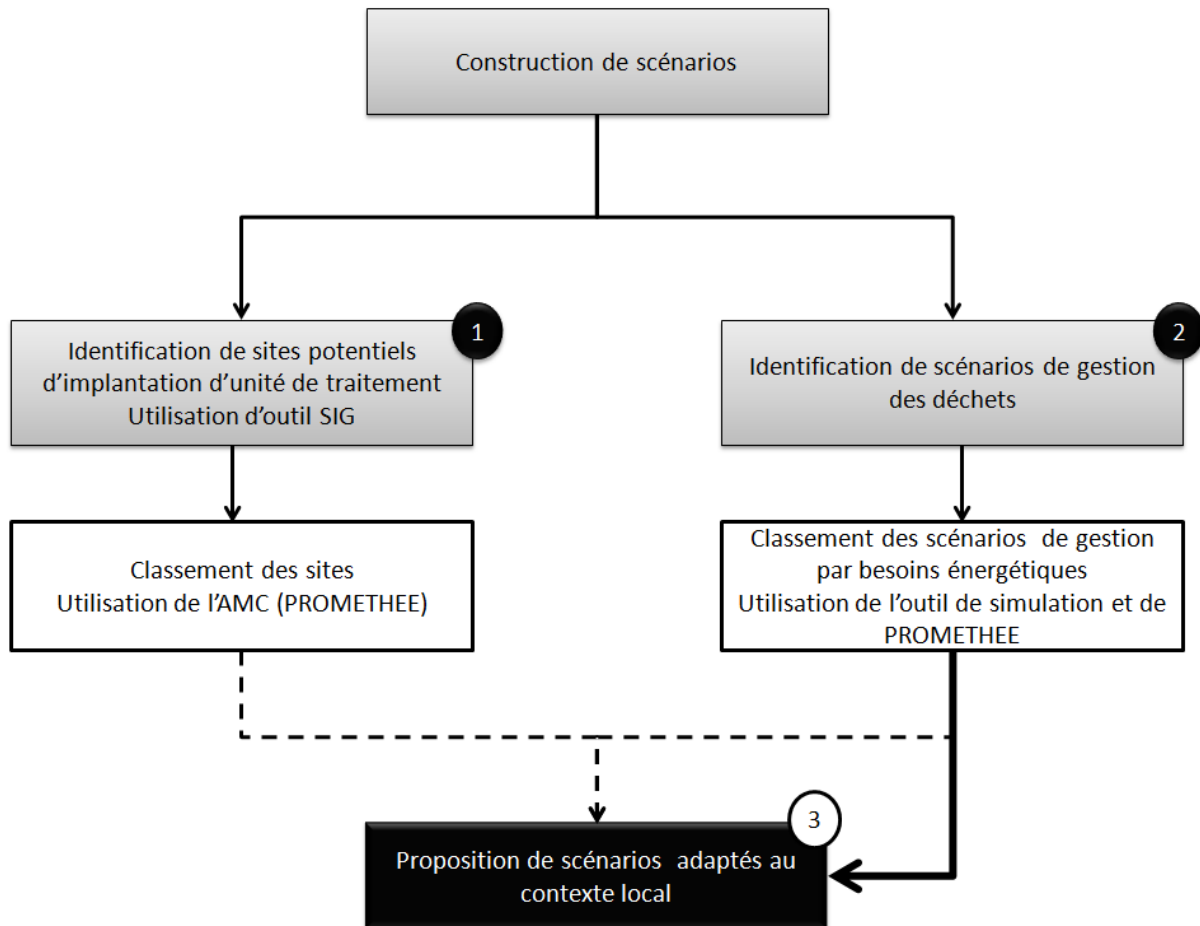 Construction de scénarios
1
Identification de sites potentiels
d’implantation d’unité de traitement
Utilisation d’outil SIG
2
Identification de scénarios de gestion
des déchets
Classement des sites
Utilisation de l’AMC (PROMETHEE)
Classement des scénarios de gestion
par besoins énergétiques
Utilisation de l’outil de simulation et de
PROMETHEE
3
Proposition de scénarios adaptés au
contexte local